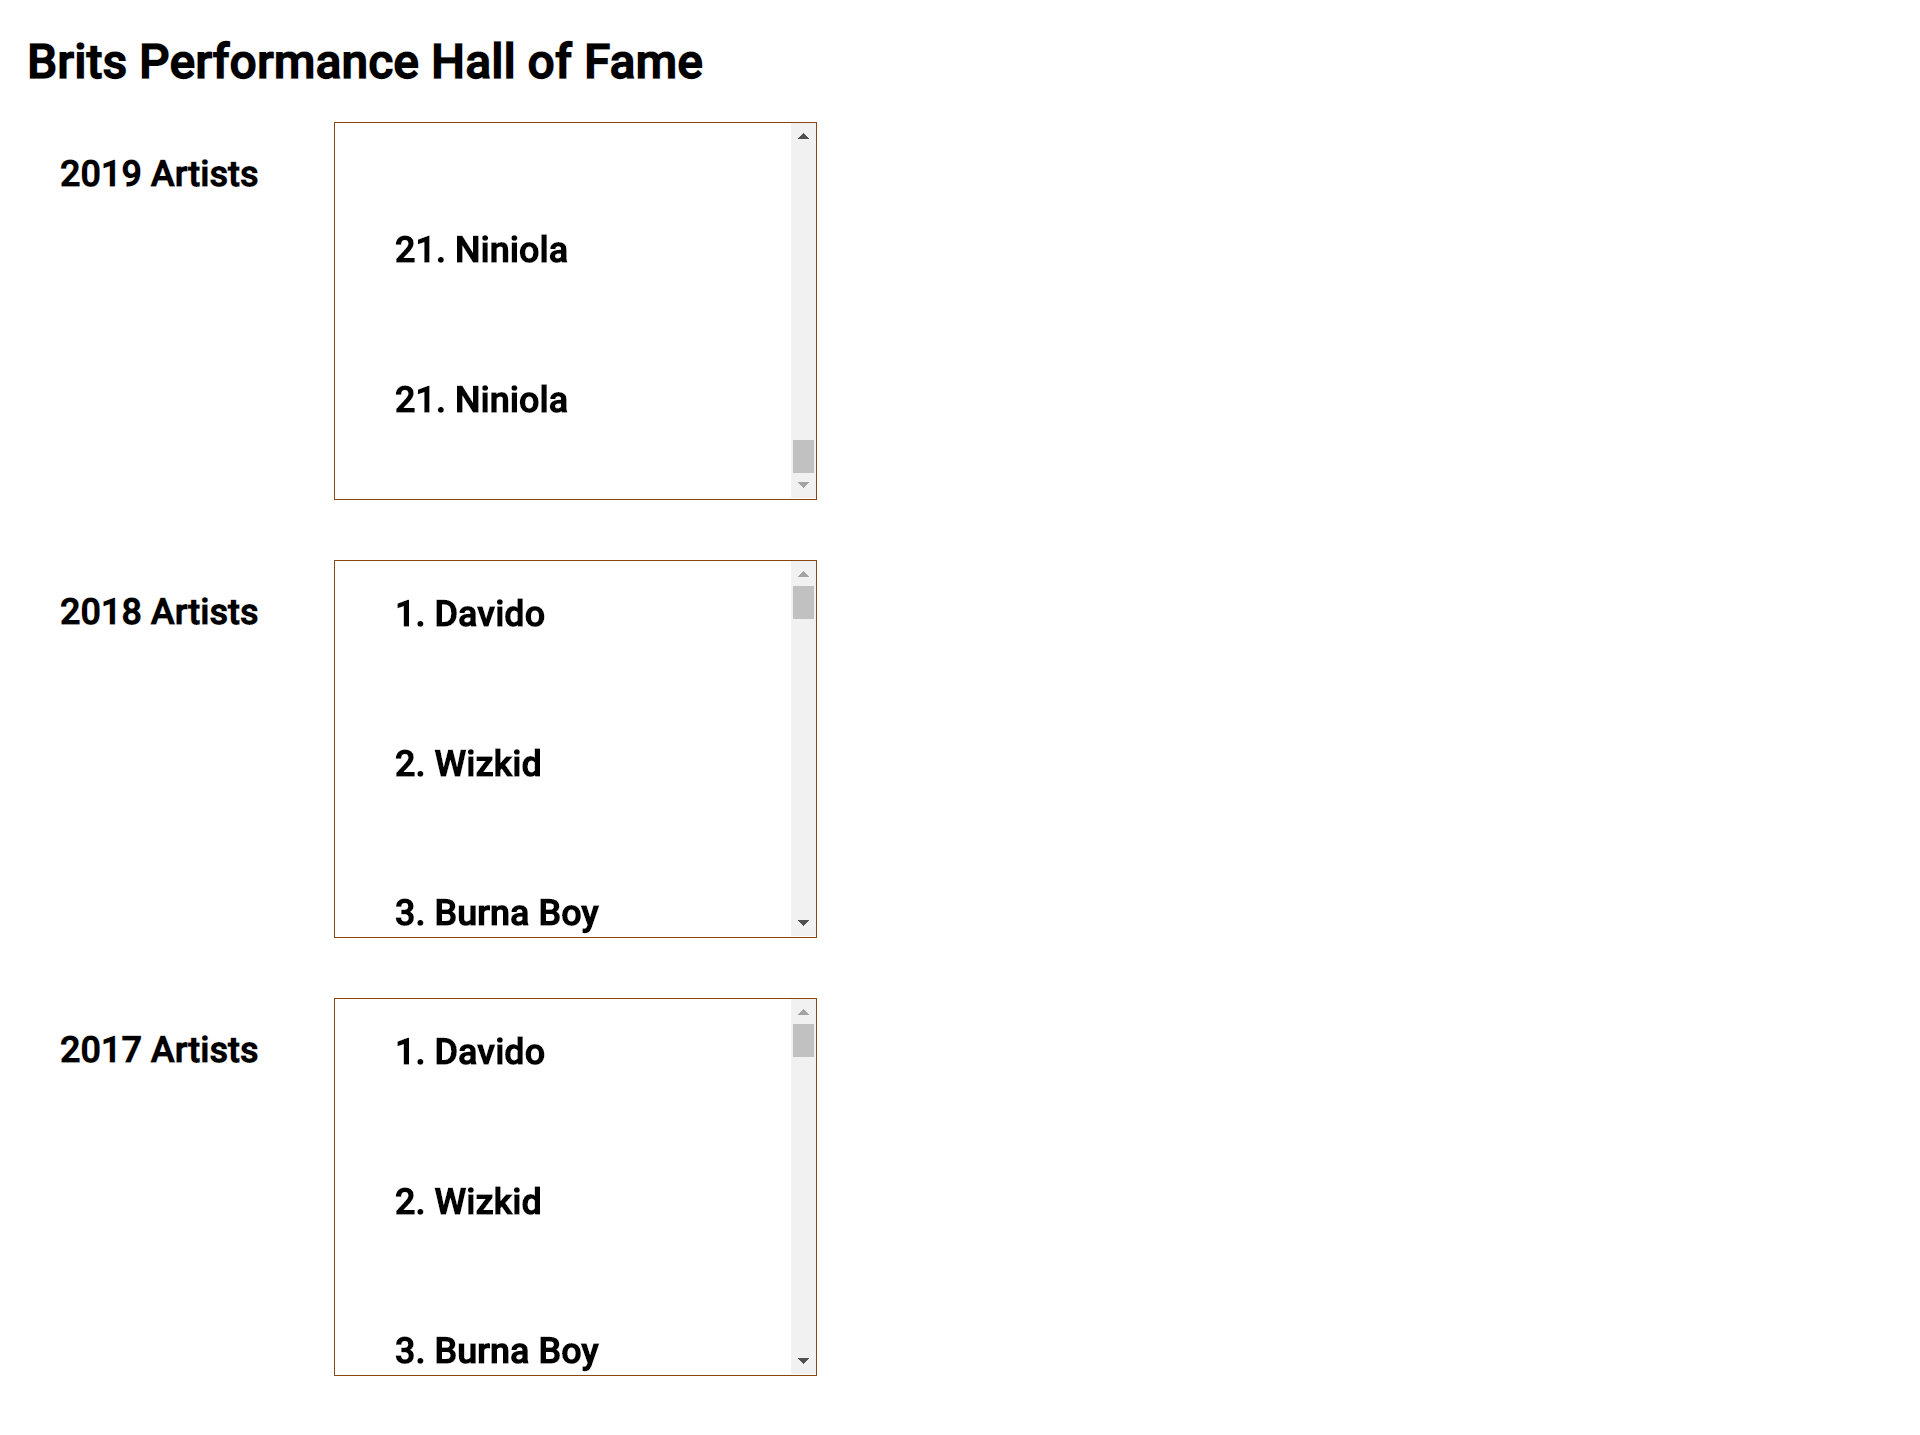 Brits Performance Hall of Fame
2019 Artists
21. Niniola
21. Niniola
2018 Artists
1. Davido
2. Wizkid
3. Burna Boy
2017 Artists
1. Davido
2. Wizkid
3. Burna Boy